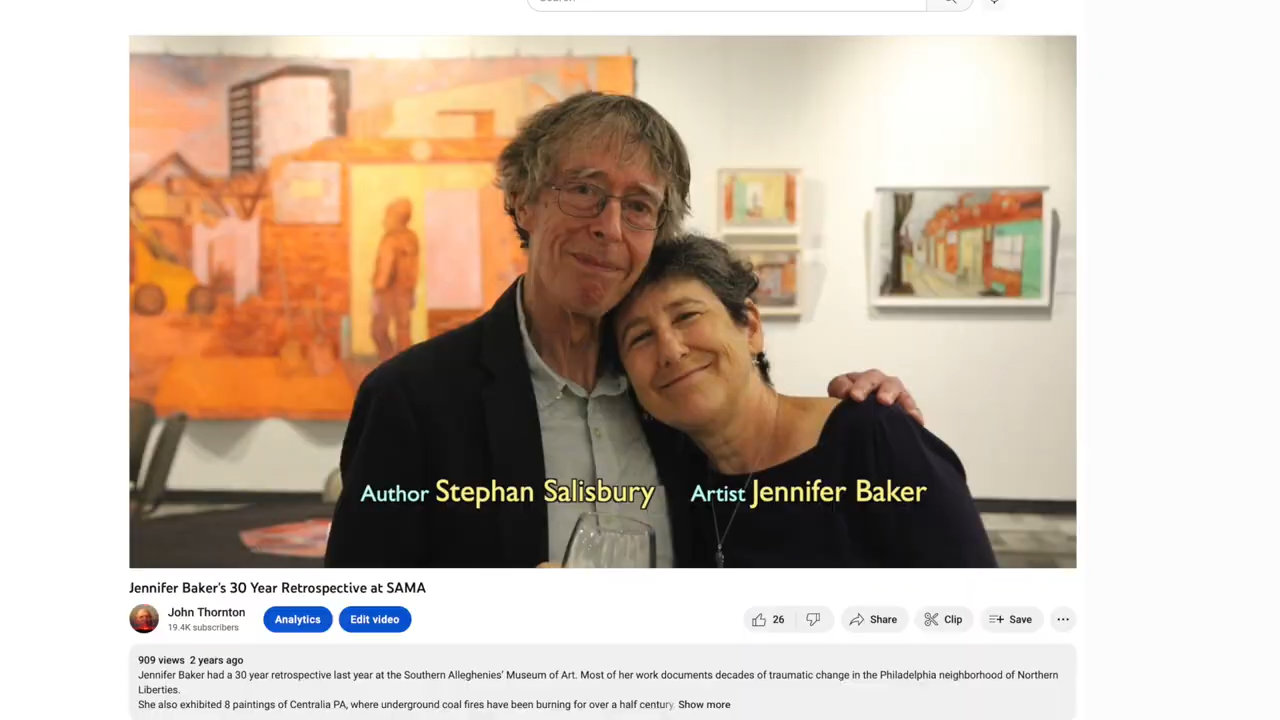 Author Stephan Salisbury Artist Jennifer Baker
Jennifer Baker's 30 Year Retrospective at SAMA
John Thornton
19.4K subscribers
Analytics
Edit video
26
Share
Clip
Save
909 views 2 years ago
Jennifer Baker had a 30 year retrospective last year at the Southern Alleghenies' Museum of Art. Most of her work documents decades of traumatic change in the Philadelphia neighborhood of Northern
Liberties.
She also exhibited 8 paintings of Centralia PA, where underground coal fires have been burning for over a half century. Show more